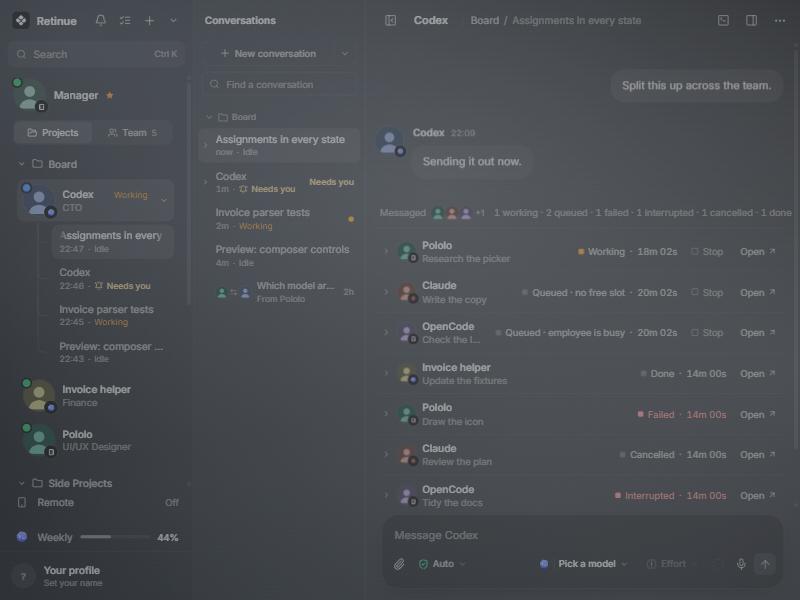 Retinue
Search
Ctrl K
Manager
Projects
Team 5
Board
Codex
Working
CTO
Assignments in every
22:47 · Idle
Codex
22:46 · Needs you
Invoice parser tests
22:45 · Working
Preview: composer ...
22:43 · Idle
Invoice helper
Finance
Pololo
UI/UX Designer
Side Projects
Remote
Off
Weekly
44%
?
Your profile
Set your name
Conversations
New conversation
Find a conversation
Board
Assignments in every state
now · Idle
Codex
1m · Needs you
Needs you
Invoice parser tests
2m · Working
Preview: composer controls
4m · Idle
Which model ar...
2h
From Pololo
Codex
Board / Assignments in every state
Split this up across the team.
Codex 22:09
Sending it out now.
Messaged +1 1 working · 2 queued · 1 failed · 1 interrupted · 1 cancelled · 1 done
Pololo
Research the picker
Working · 18m 02s
Stop
Open
Claude
Write the copy
Queued · no free slot · 20m 02s
Stop
Open
OpenCode
Check the l...
Queued · employee is busy · 20m 02s
Stop
Open
Invoice helper
Update the fixtures
Done · 14m 00s
Open
Pololo
Draw the icon
Failed · 14m 00s
Open
Claude
Review the plan
Cancelled · 14m 00s
Open
OpenCode
Tidy the docs
Interrupted · 14m 00s
Open
Message Codex
Auto
Pick a model
Effort